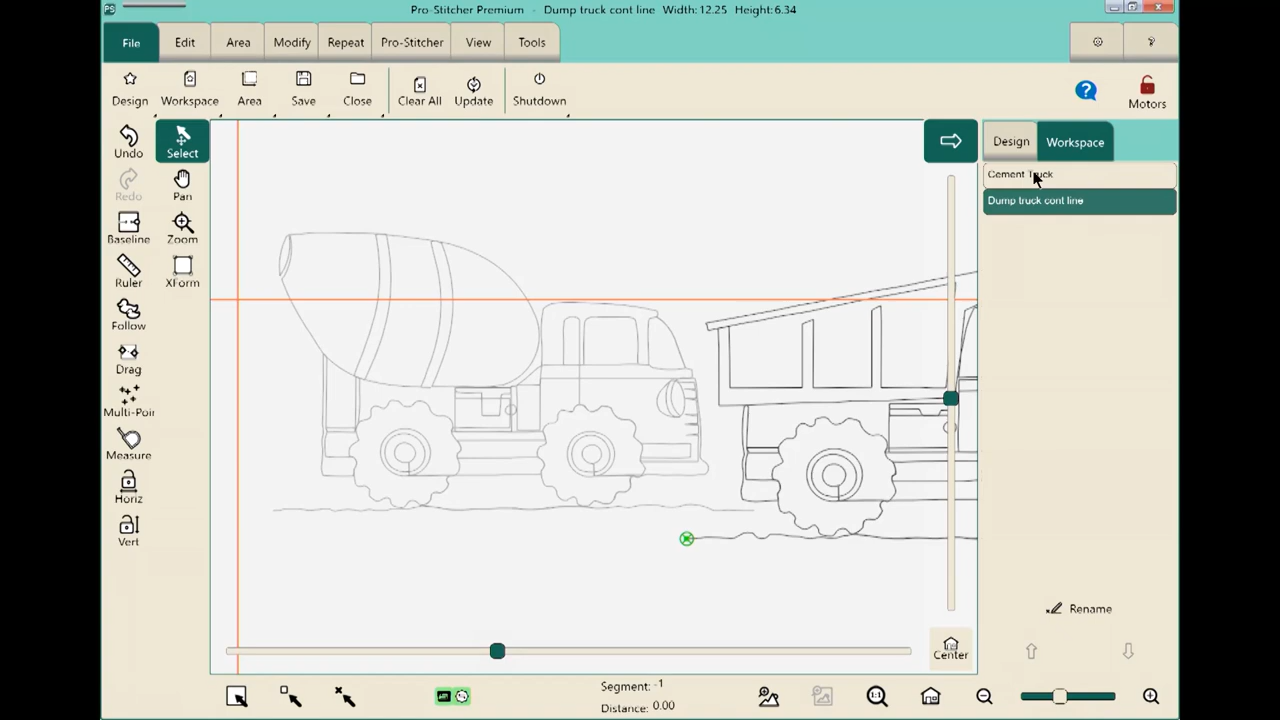 PS Pro-Stitcher Premium - Dump truck cont line Width:12.25 Height:6.34
File Edit Area Modify Repeat Pro-Stitcher View Tools ?
Design Workspace Area Save Close Clear All Update Shutdown ? Motors
Undo Select
Redo Pan
Baseline Zoom
Ruler XForm
Follow
Drag
Multi-Poi
Measure
Horiz
Vert
Design Workspace
Cement Truck
Dump truck cont line
Rename
Center
Segment: -1
Distance: 0.00